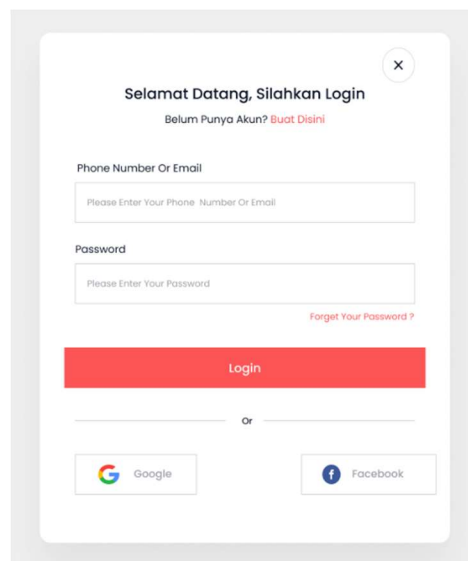 Selamat Datang, Silahkan Login
Belum Punya Akun? Buat Disini
Phone Number Or Email
Please Enter Your Phone Number Or Email
Password
Please Enter Your Password
Forget Your Password ?
Login
Or
Google
Facebook